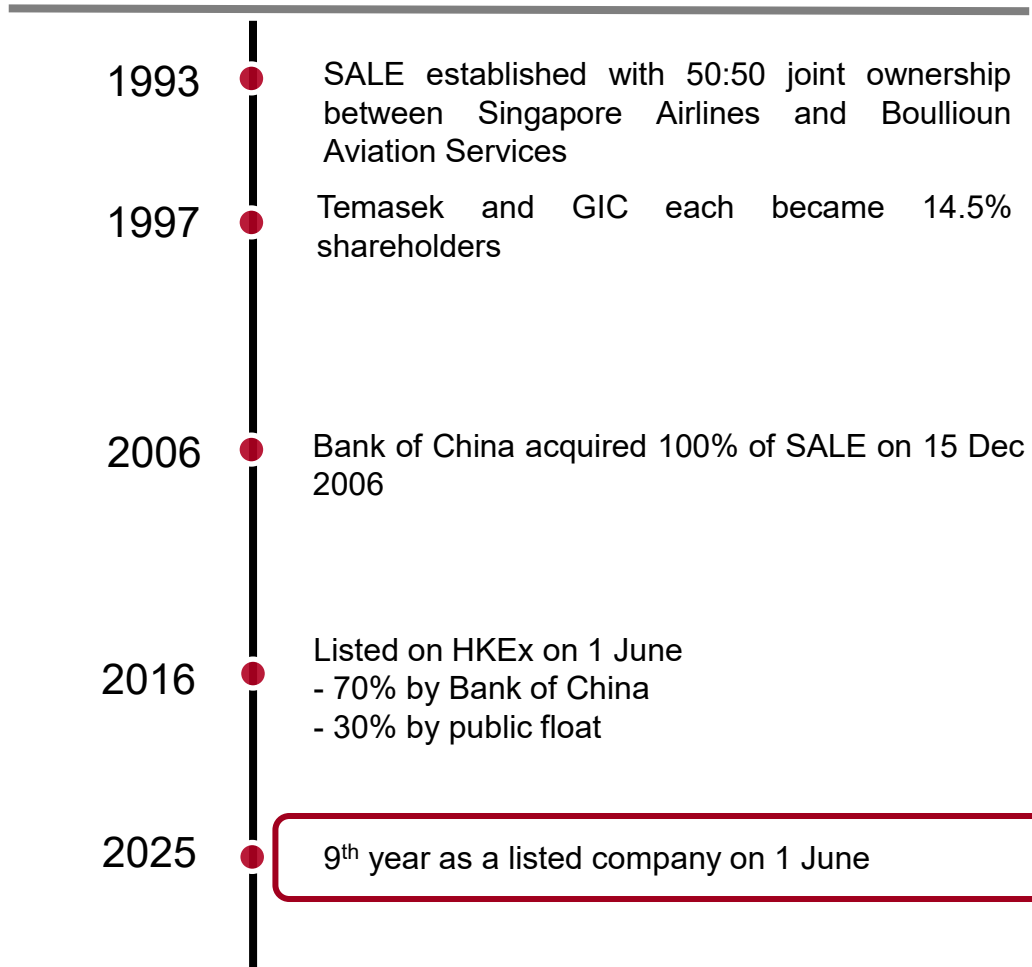 1993
SALE established with 50:50 joint ownership
between Singapore Airlines and Boullioun
Aviation Services
1997
Temasek and GIC each became 14.5%
shareholders
2006
Bank of China acquired 100% of SALE on 15 Dec
2006
2016
Listed on HKEx on 1 June
- 70% by Bank of China
- 30% by public float
2025
9th year as a listed company on 1 June